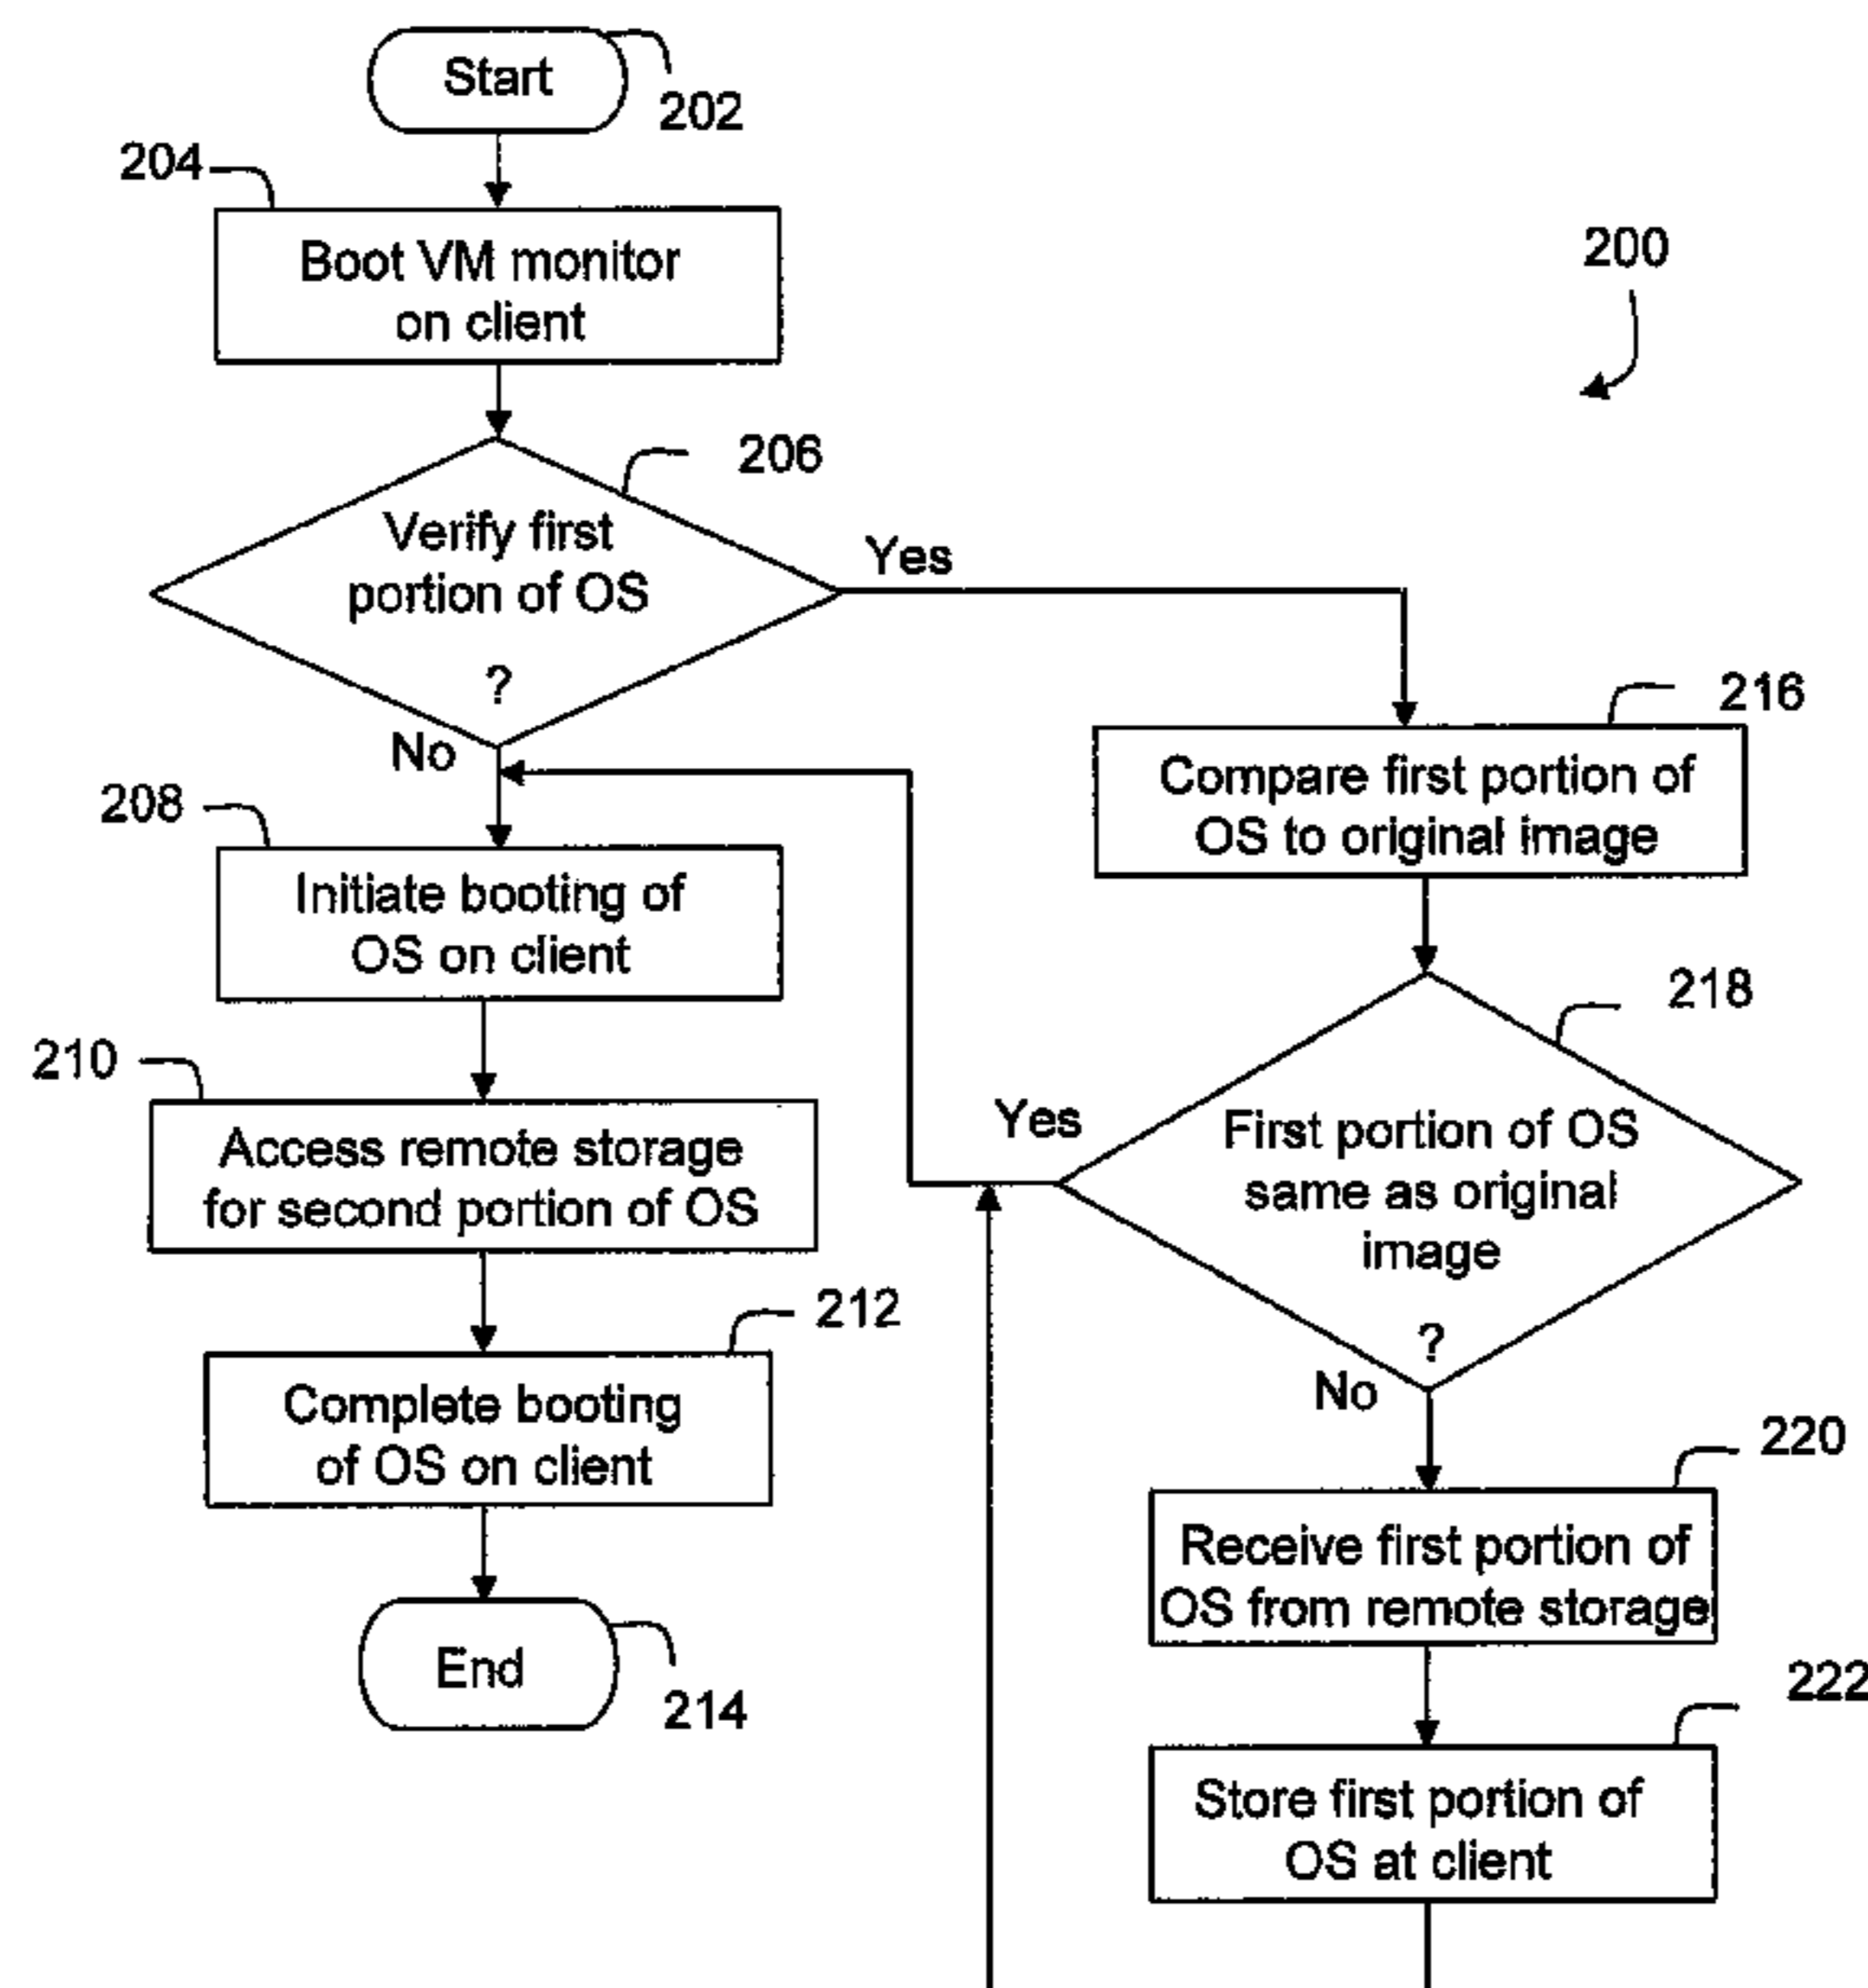 Start
202
204
Boot VM monitor
on client
200
206
Verify first
portion of OS
?
Yes
No
216
Compare first portion of
OS to original image
208
Initiate booting of
OS on client
218
First portion of OS
same as original
image
?
Yes
No
210
Access remote storage
for second portion of OS
212
Complete booting
of OS on client
220
Receive first portion of
OS from remote storage
End
214
222
Store first portion of
OS at client